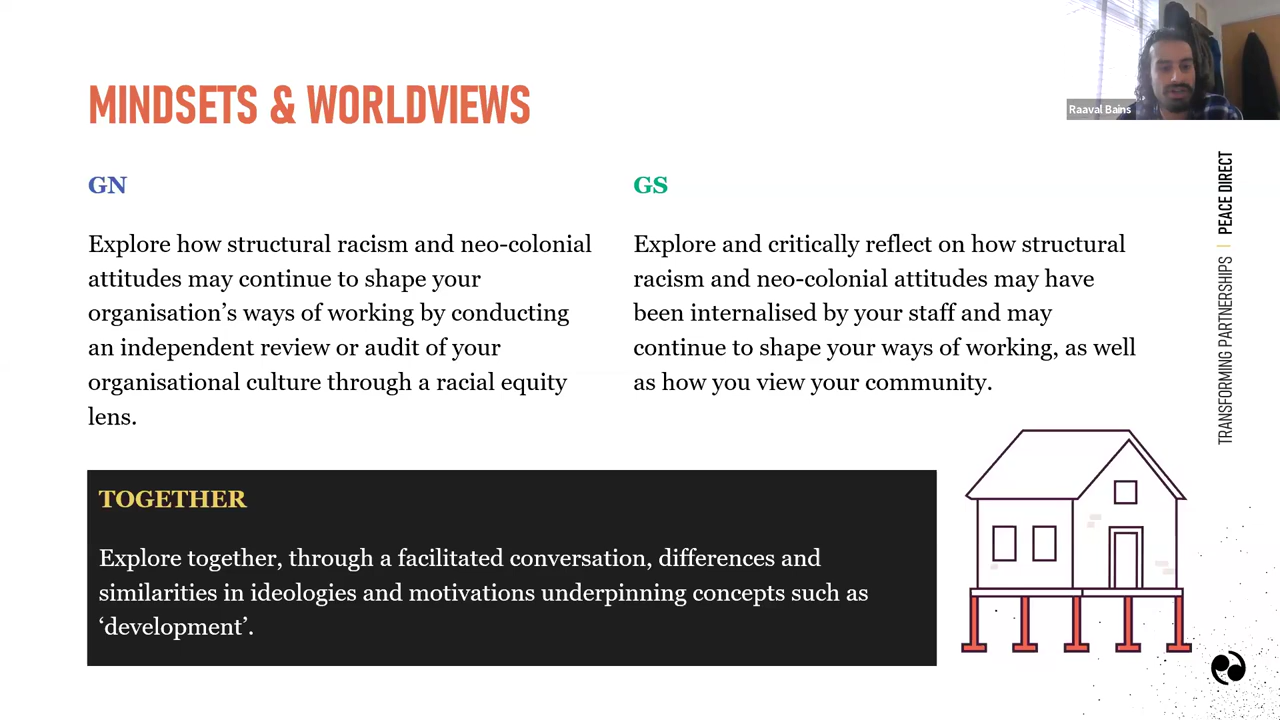 MINDSETS & WORLDVIEWS
Raaval Bains
GN
Explore how structural racism and neo-colonial
attitudes may continue to shape your
organisation’s ways of working by conducting
an independent review or audit of your
organisational culture through a racial equity
lens.
GS
Explore and critically reflect on how structural
racism and neo-colonial attitudes may have
been internalised by your staff and may
continue to shape your ways of working, as well
as how you view your community.
TOGETHER
Explore together, through a facilitated conversation, differences and
similarities in ideologies and motivations underpinning concepts such as
‘development’.
TRANSFORMING PARTNERSHIPS | PEACE DIRECT